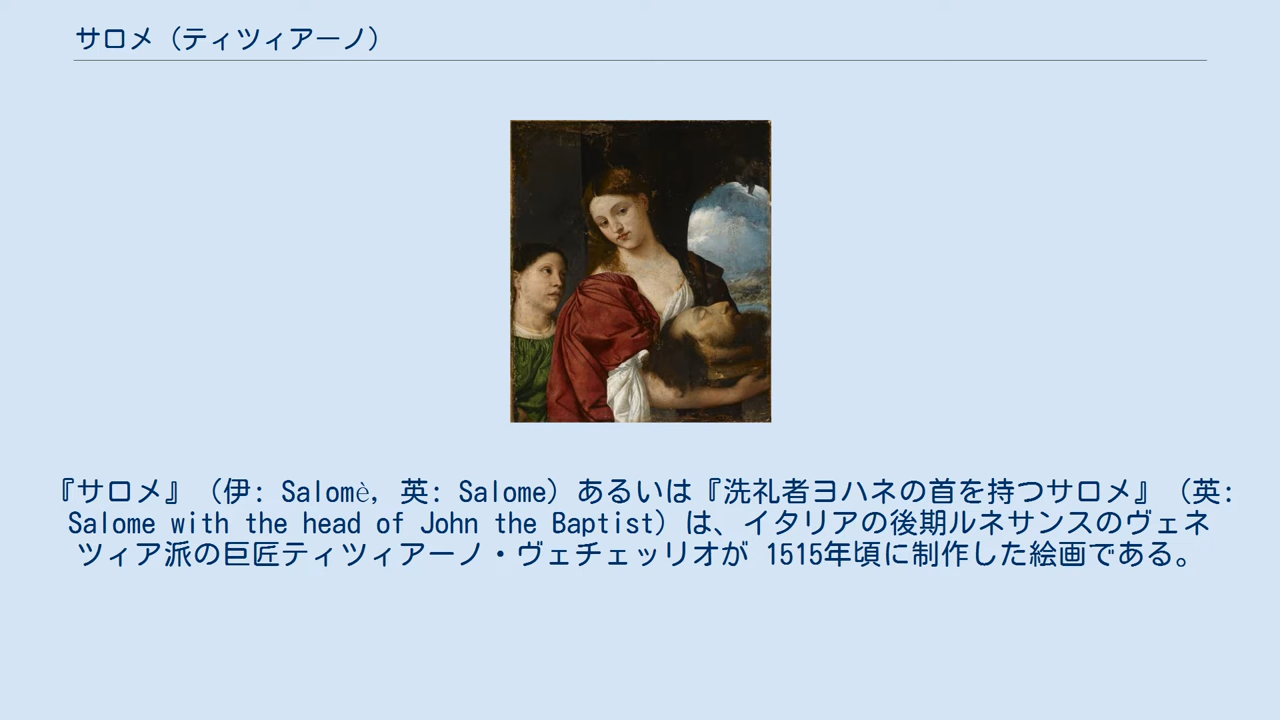 サロメ（ティツィアーノ）
『サロメ』（伊: Salomè, 英: Salome）あるいは『洗礼者ヨハネの首を持つサロメ』（英:
Salome with the head of John the Baptist）は、イタリアの後期ルネサンスのヴェネ
ツィア派の巨匠ティツィアーノ・ヴェチェッリオが 1515年頃に制作した絵画である。